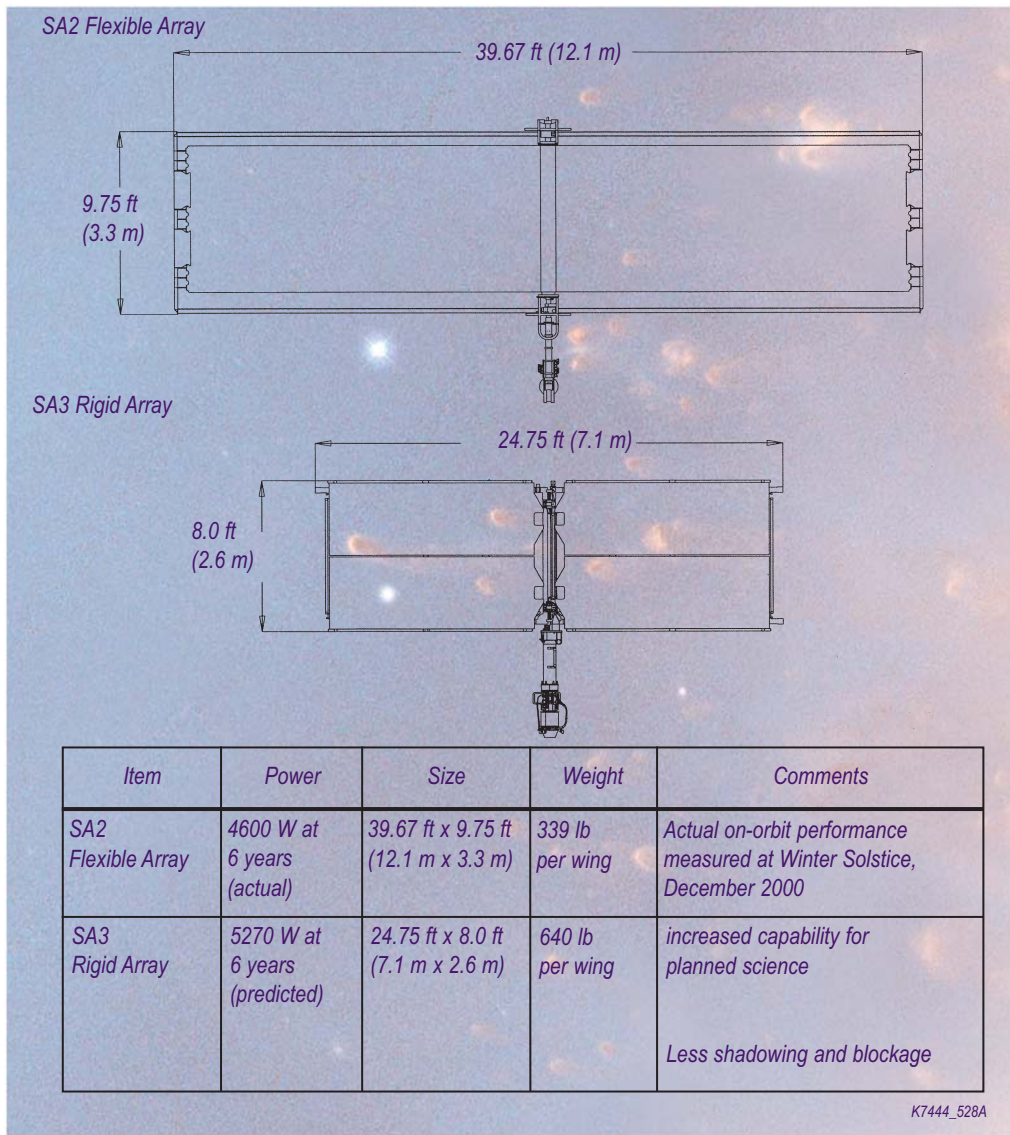 SA2 Flexible Array
39.67 ft (12.1 m)
9.75 ft
(3.3 m)
SA3 Rigid Array
24.75 ft (7.1 m)
8.0 ft
(2.6 m)
Item Power Size Weight Comments
SA2 4600 W at 39.67 ft x 9.75 ft 339 lb Actual on-orbit performance
Flexible Array 6 years (12.1 m x 3.3 m) per wing measured at Winter Solstice,
(actual) December 2000
SA3 5270 W at 24.75 ft x 8.0 ft 640 lb increased capability for
Rigid Array 6 years (7.1 m x 2.6 m) per wing planned science
(predicted)
Less shadowing and blockage
K7444_528A